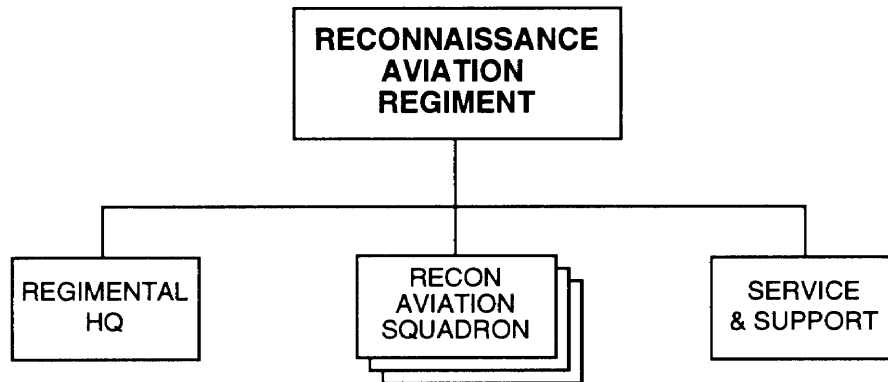 RECONNAISSANCE
AVIATION
REGIMENT
REGIMENTAL
HQ
RECON
AVIATION
SQUADRON
SERVICE
& SUPPORT